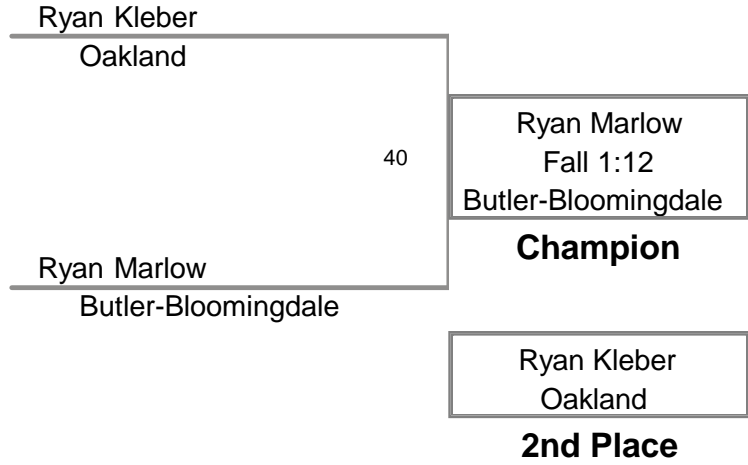 Ryan Kleber
Oakland
40
Ryan Marlow
Fall 1:12
Butler-Bloomingdale
Champion
Ryan Marlow
Butler-Bloomingdale
Ryan Kleber
Oakland
2nd Place